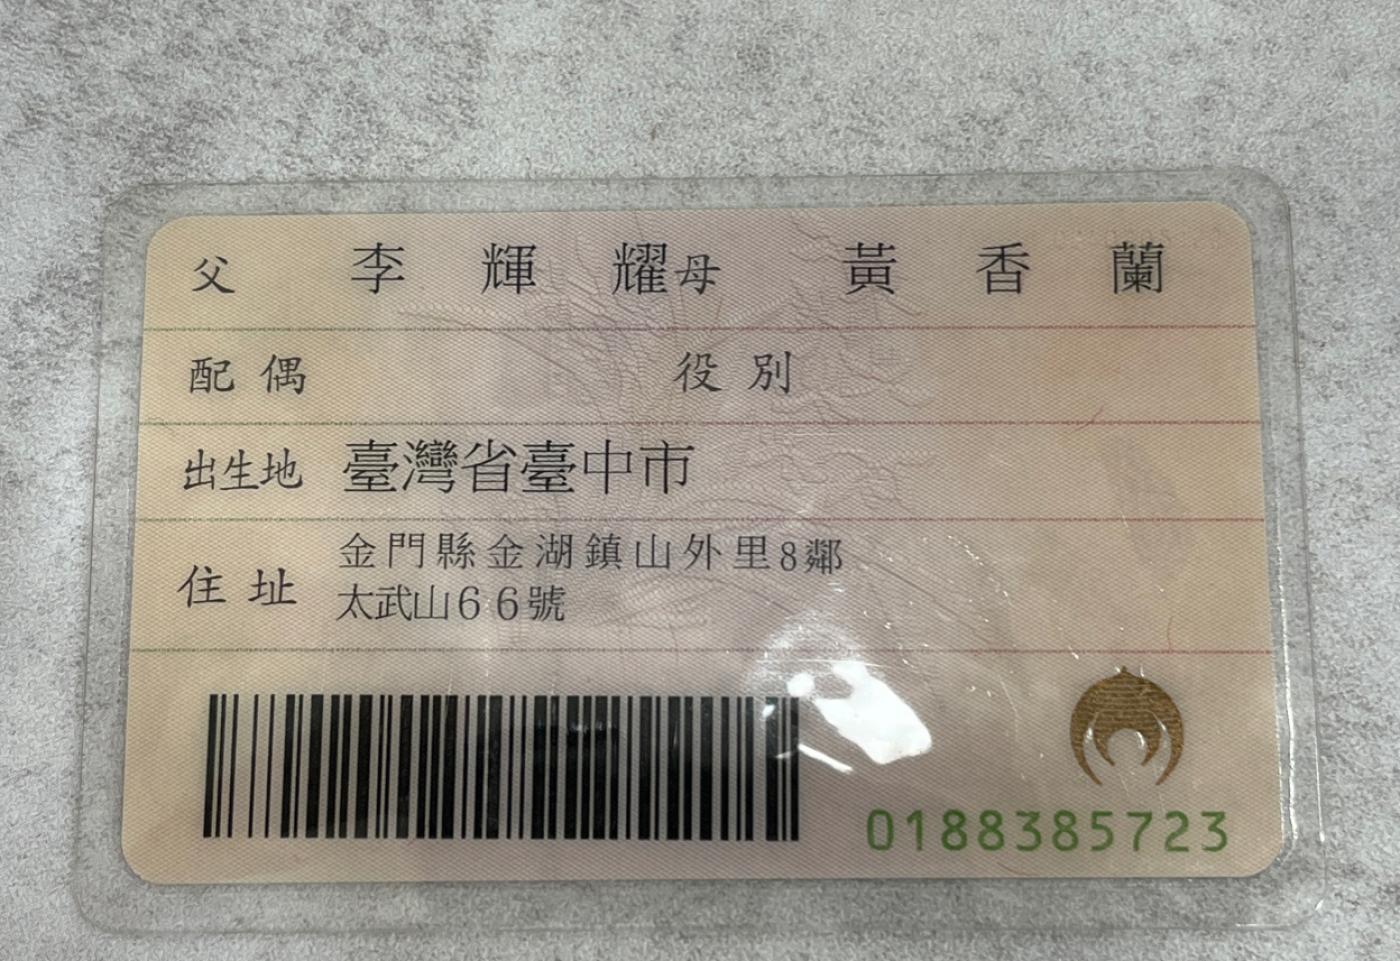 父 李輝耀 母 黃香蘭
配偶 役別
出生地 臺灣省臺中市
住址 金門縣金湖鎮山外里8鄰
太武山66號
0188385723